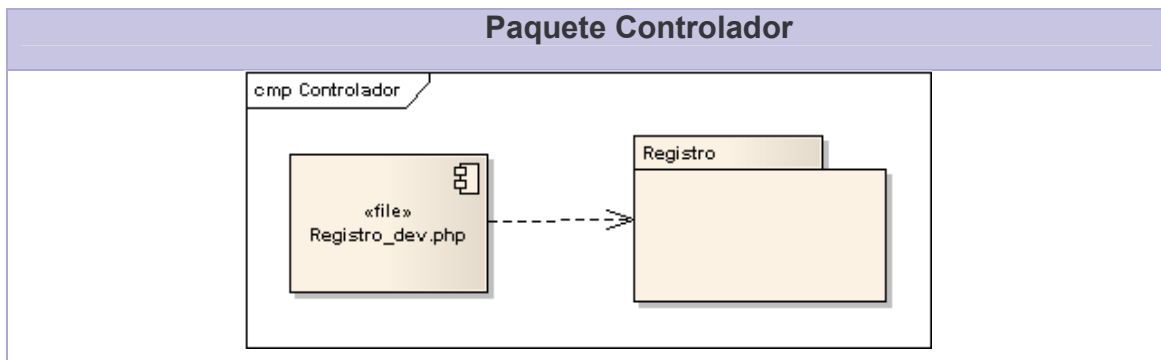 Paquete Controlador
cmp Controlador
Registro
«file»
Registro_dev.php